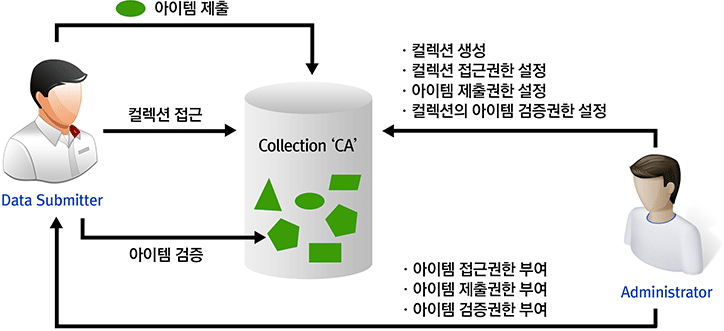 아이템 제출
· 컬렉션 생성
· 컬렉션 접근권한 설정
· 아이템 제출권한 설정
· 컬렉션의 아이템 검증권한 설정
컬렉션 접근
Collection ‘CA’
Data Submitter
아이템 검증
· 아이템 접근권한 부여
· 아이템 제출권한 부여
· 아이템 검증권한 부여
Administrator